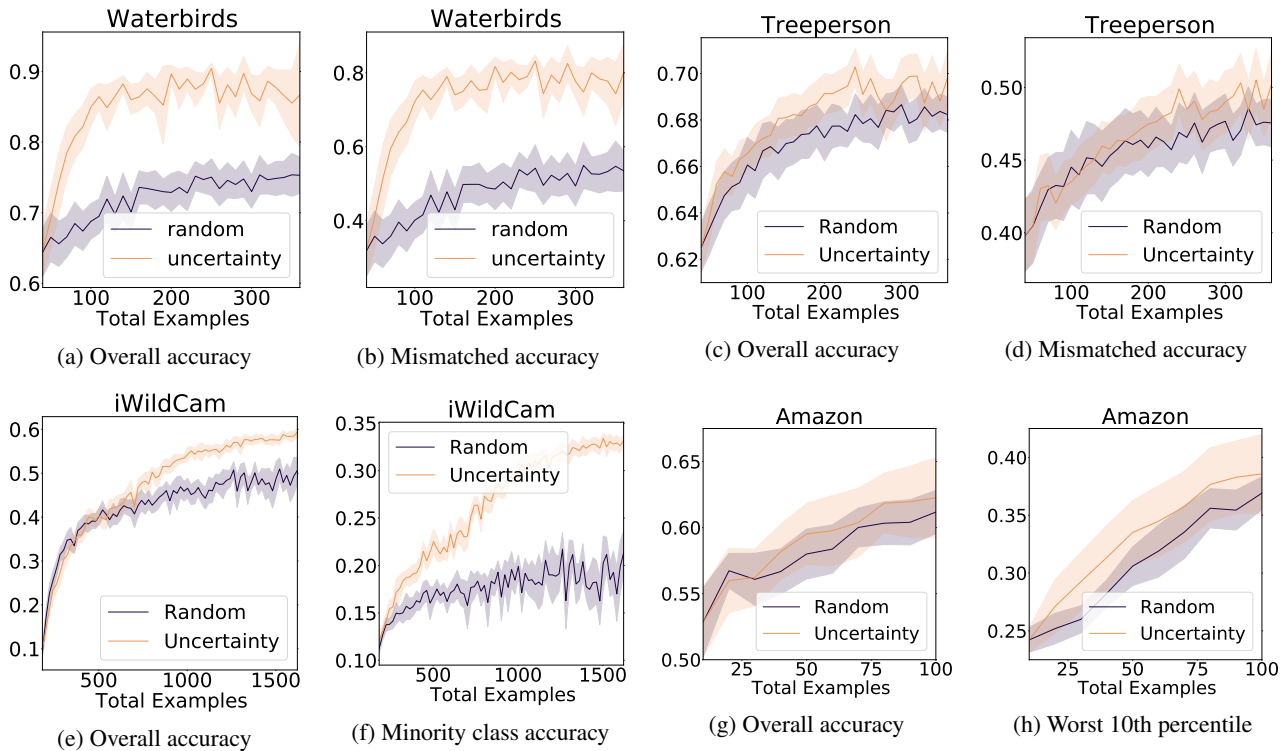 Waterbirds
0.9
0.8
0.7
0.6
random
uncertainty
100 200 300
Total Examples
(a) Overall accuracy
Waterbirds
0.8
0.6
0.4
random
uncertainty
100 200 300
Total Examples
(b) Mismatched accuracy
Treeperson
0.70
0.68
0.66
0.64
0.62
Random
Uncertainty
100 200 300
Total Examples
(c) Overall accuracy
Treeperson
0.50
0.45
0.40
Random
Uncertainty
100 200 300
Total Examples
(d) Mismatched accuracy
iWildCam
0.6
0.5
0.4
0.3
0.2
0.1
Random
Uncertainty
500 1000 1500
Total Examples
(e) Overall accuracy
iWildCam
0.35
0.30
0.25
0.20
0.15
0.10
Random
Uncertainty
500 1000 1500
Total Examples
(f) Minority class accuracy
Amazon
0.65
0.60
0.55
0.50
Random
Uncertainty
25 50 75 100
Total Examples
(g) Overall accuracy
Amazon
0.40
0.35
0.30
0.25
Random
Uncertainty
25 50 75 100
Total Examples
(h) Worst 10th percentile